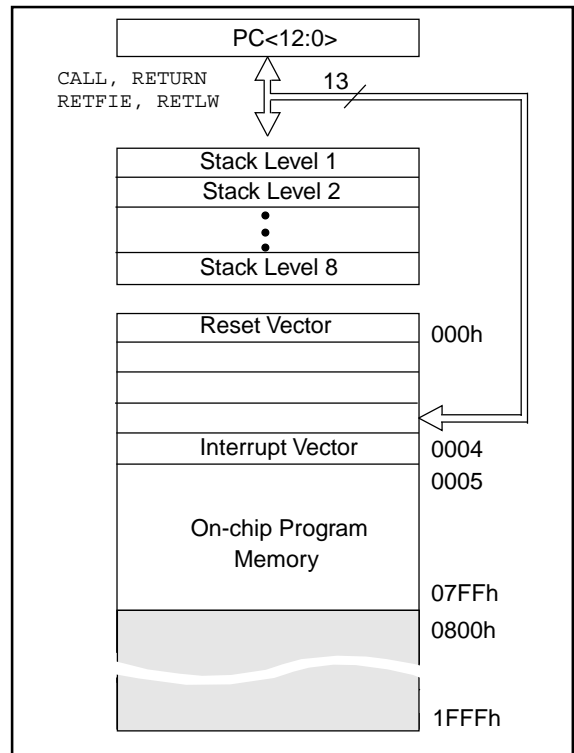 PC<12:0>
CALL, RETURN
RETFIE, RETLW
13
Stack Level 1
Stack Level 2
Stack Level 8
Reset Vector
000h
Interrupt Vector
0004
0005
On-chip Program
Memory
07FFh
0800h
1FFFh